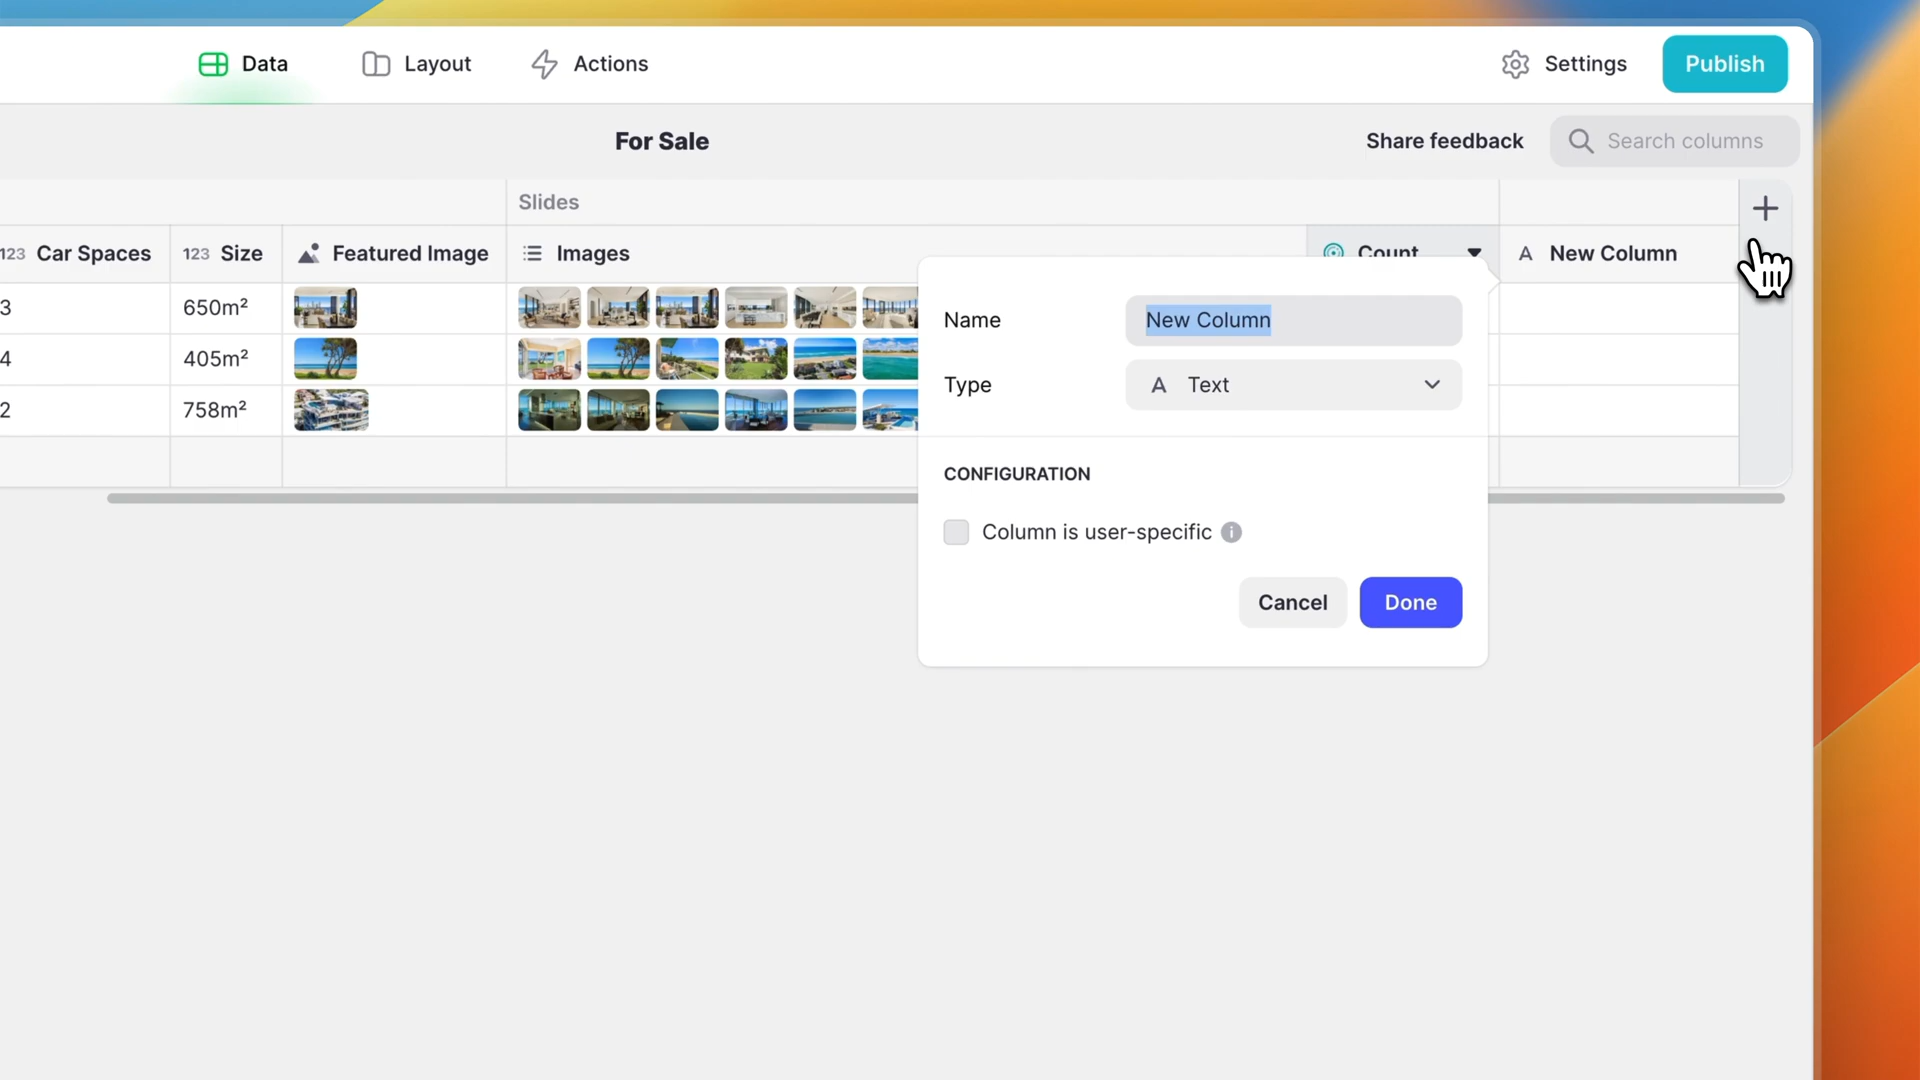 Data Layout Actions Settings Publish
For Sale Share feedback Search columns
Slides
123 Car Spaces 123 Size Featured Image Images Count A New Column
3 650m²
4 405m²
2 758m²
Name New Column
Type A Text
CONFIGURATION
Column is user-specific
Cancel Done